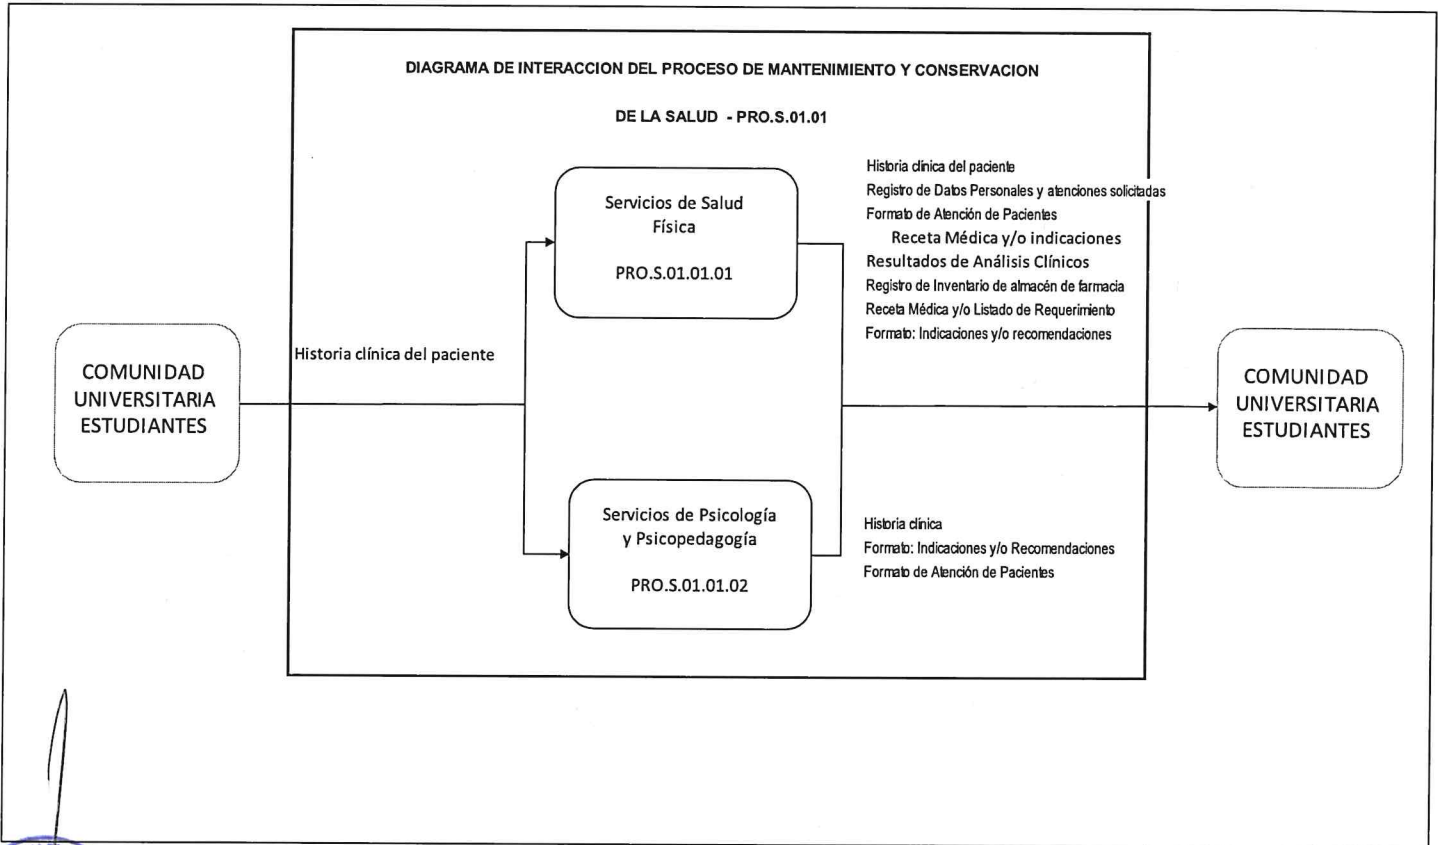 DIAGRAMA DE INTERACCION DEL PROCESO DE MANTENIMIENTO Y CONSERVACION
DE LA SALUD - PRO.S.01.01
COMUNIDAD
UNIVERSITARIA
ESTUDIANTES
Historia clínica del paciente
Servicios de Salud
Física
PRO.S.01.01.01
Servicios de Psicología
y Psicopedagogía
PRO.S.01.01.02
Historia clínica del paciente
Registro de Datos Personales y atenciones solicitadas
Formato de Atención de Pacientes
Receta Médica y/o indicaciones
Resultados de Análisis Clínicos
Registro de Inventario de almacén de farmacia
Receta Médica y/o Listado de Requerimiento
Formato: Indicaciones y/o recomendaciones
Historia clínica
Formato: Indicaciones y/o Recomendaciones
Formato de Atención de Pacientes
COMUNIDAD
UNIVERSITARIA
ESTUDIANTES